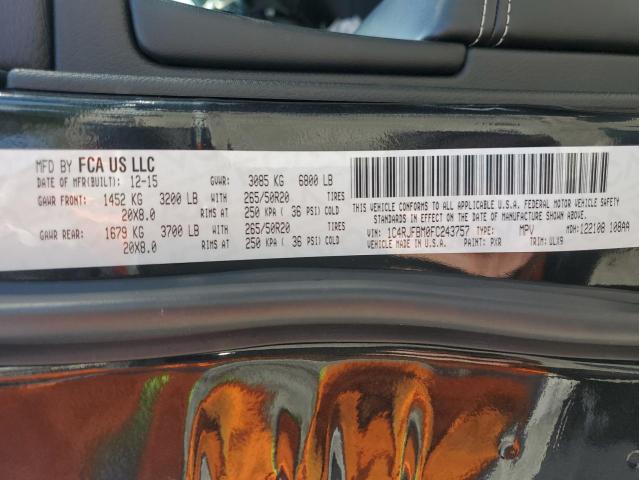 MFD BY FCA US LLC
DATE OF MFR(BUILT): 12-15 GVWR: 3085 KG 6800 LB
GAWR FRONT: 1452 KG 3200 LB WITH 265/50R20 TIRES
20X8.0 RIMS AT 250 KPA ( 36 PSI) COLD
GAWR REAR: 1679 KG 3700 LB WITH 265/50R20 TIRES
20X8.0 RIMS AT 250 KPA ( 36 PSI) COLD
THIS VEHICLE CONFORMS TO ALL APPLICABLE U.S.A. FEDERAL MOTOR VEHICLE SAFETY
STANDARDS IN EFFECT ON THE DATE OF MANUFACTURE SHOWN ABOVE.
VIN: 1C4RJFBM0FC243757 TYPE: MPV MDH:122108 108AA
VEHICLE MADE IN U.S.A. PAINT: PXR TRIM: ULX9